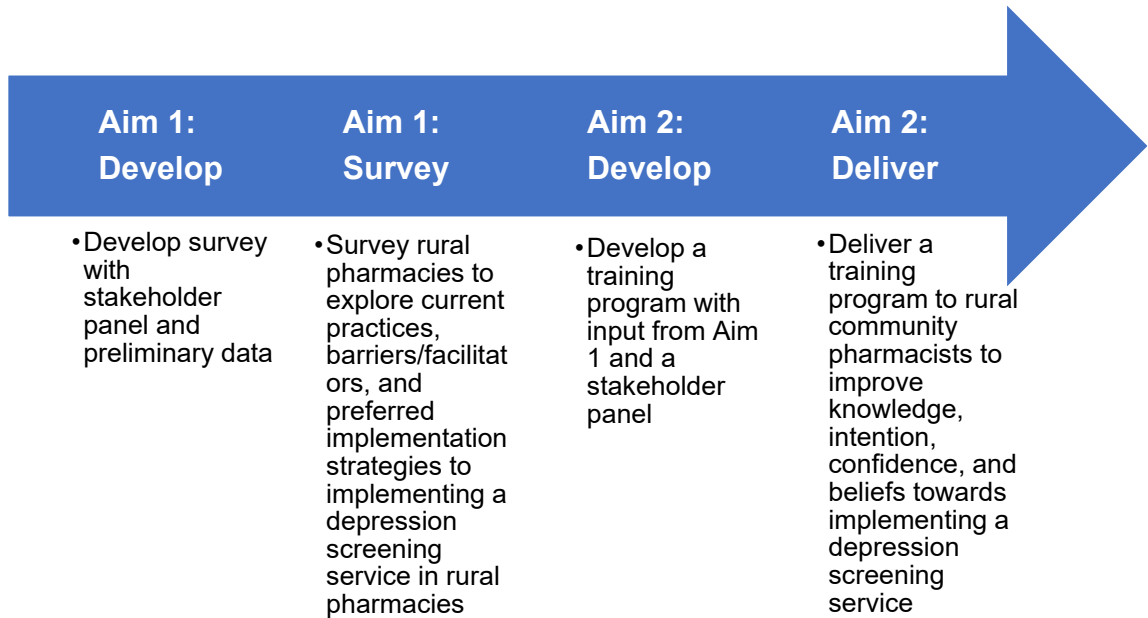 Aim 1:
Develop
•Develop survey
with
stakeholder
panel and
preliminary data
Aim 1:
Survey
•Survey rural
pharmacies to
explore current
practices,
barriers/facilitat
ors, and
preferred
implementation
strategies to
implementing a
depression
screening
service in rural
pharmacies
Aim 2:
Develop
•Develop a
training
program with
input from Aim
1 and a
stakeholder
panel
Aim 2:
Deliver
•Deliver a
training
program to rural
community
pharmacists to
improve
knowledge,
intention,
confidence, and
beliefs towards
implementing a
depression
screening
service